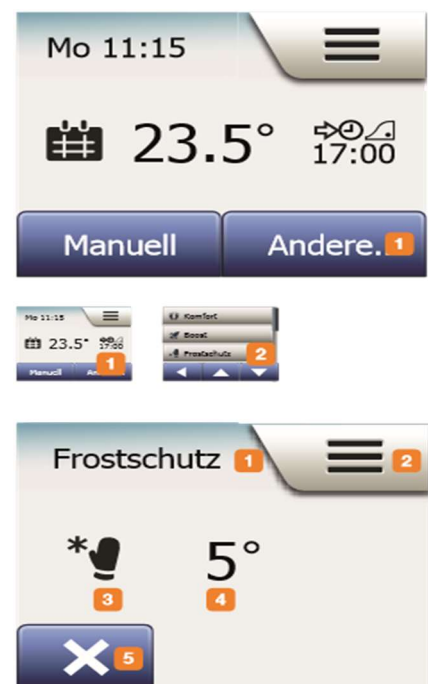 Mo 11:15
23.5° 17:00
Manuell Andere.. 1
Mo 11:15
23.5° 17:00
1
Manuell An
Komfort
Boost
Frostschutz 2
Frostschutz 1 2
* 5°
3 4
5